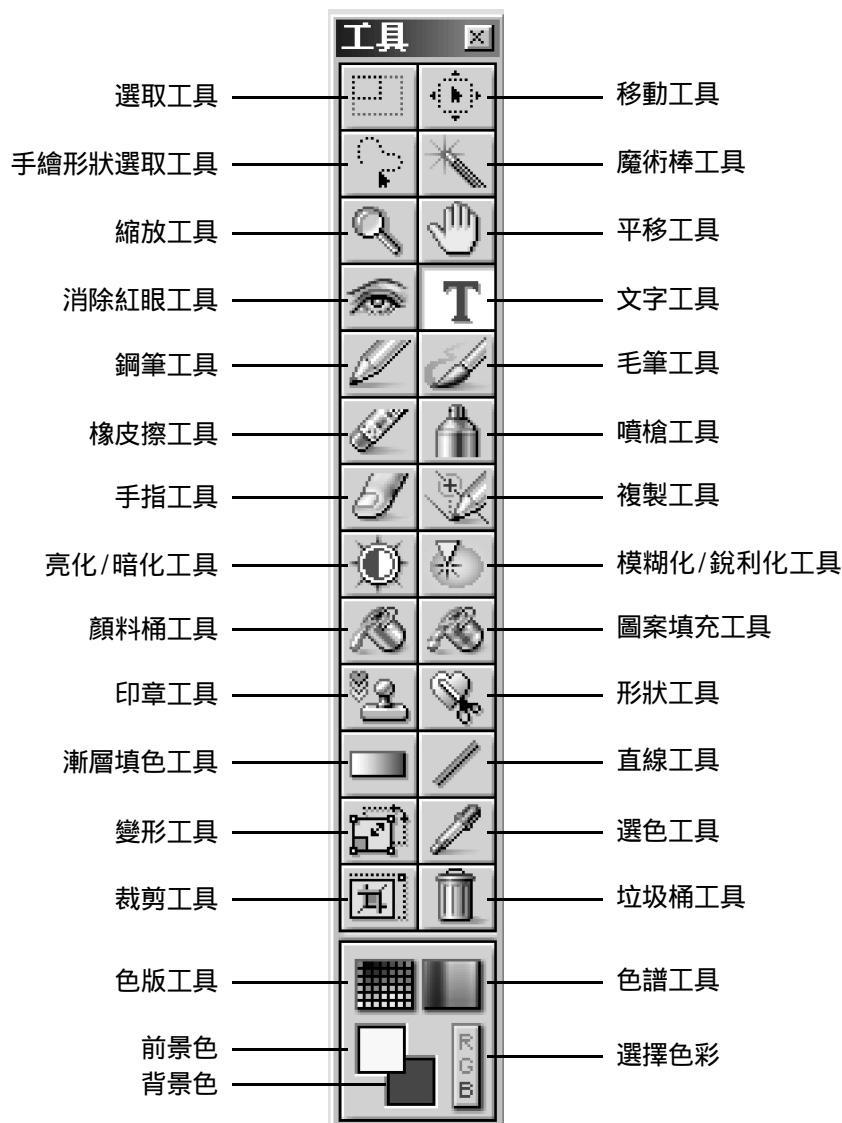 工具
選取工具
移動工具
手繪形狀選取工具
魔術棒工具
縮放工具
平移工具
消除紅眼工具
T
文字工具
鋼筆工具
毛筆工具
橡皮擦工具
噴槍工具
手指工具
複製工具
亮化/暗化工具
模糊化/銳利化工具
顏料桶工具
圖案填充工具
印章工具
形狀工具
漸層填色工具
直線工具
變形工具
選色工具
裁剪工具
垃圾桶工具
色版工具
色譜工具
前景色
背景色
R
G
B
選擇色彩